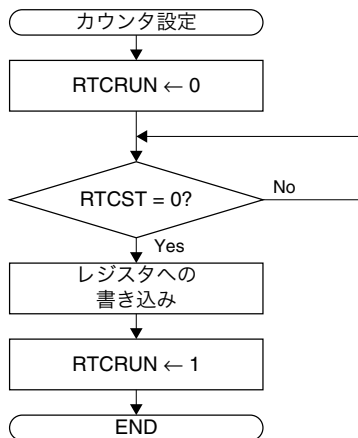 カウンタ設定
RTCRUN ← 0
RTCST = 0?
No
Yes
レジスタへの
書き込み
RTCRUN ← 1
END